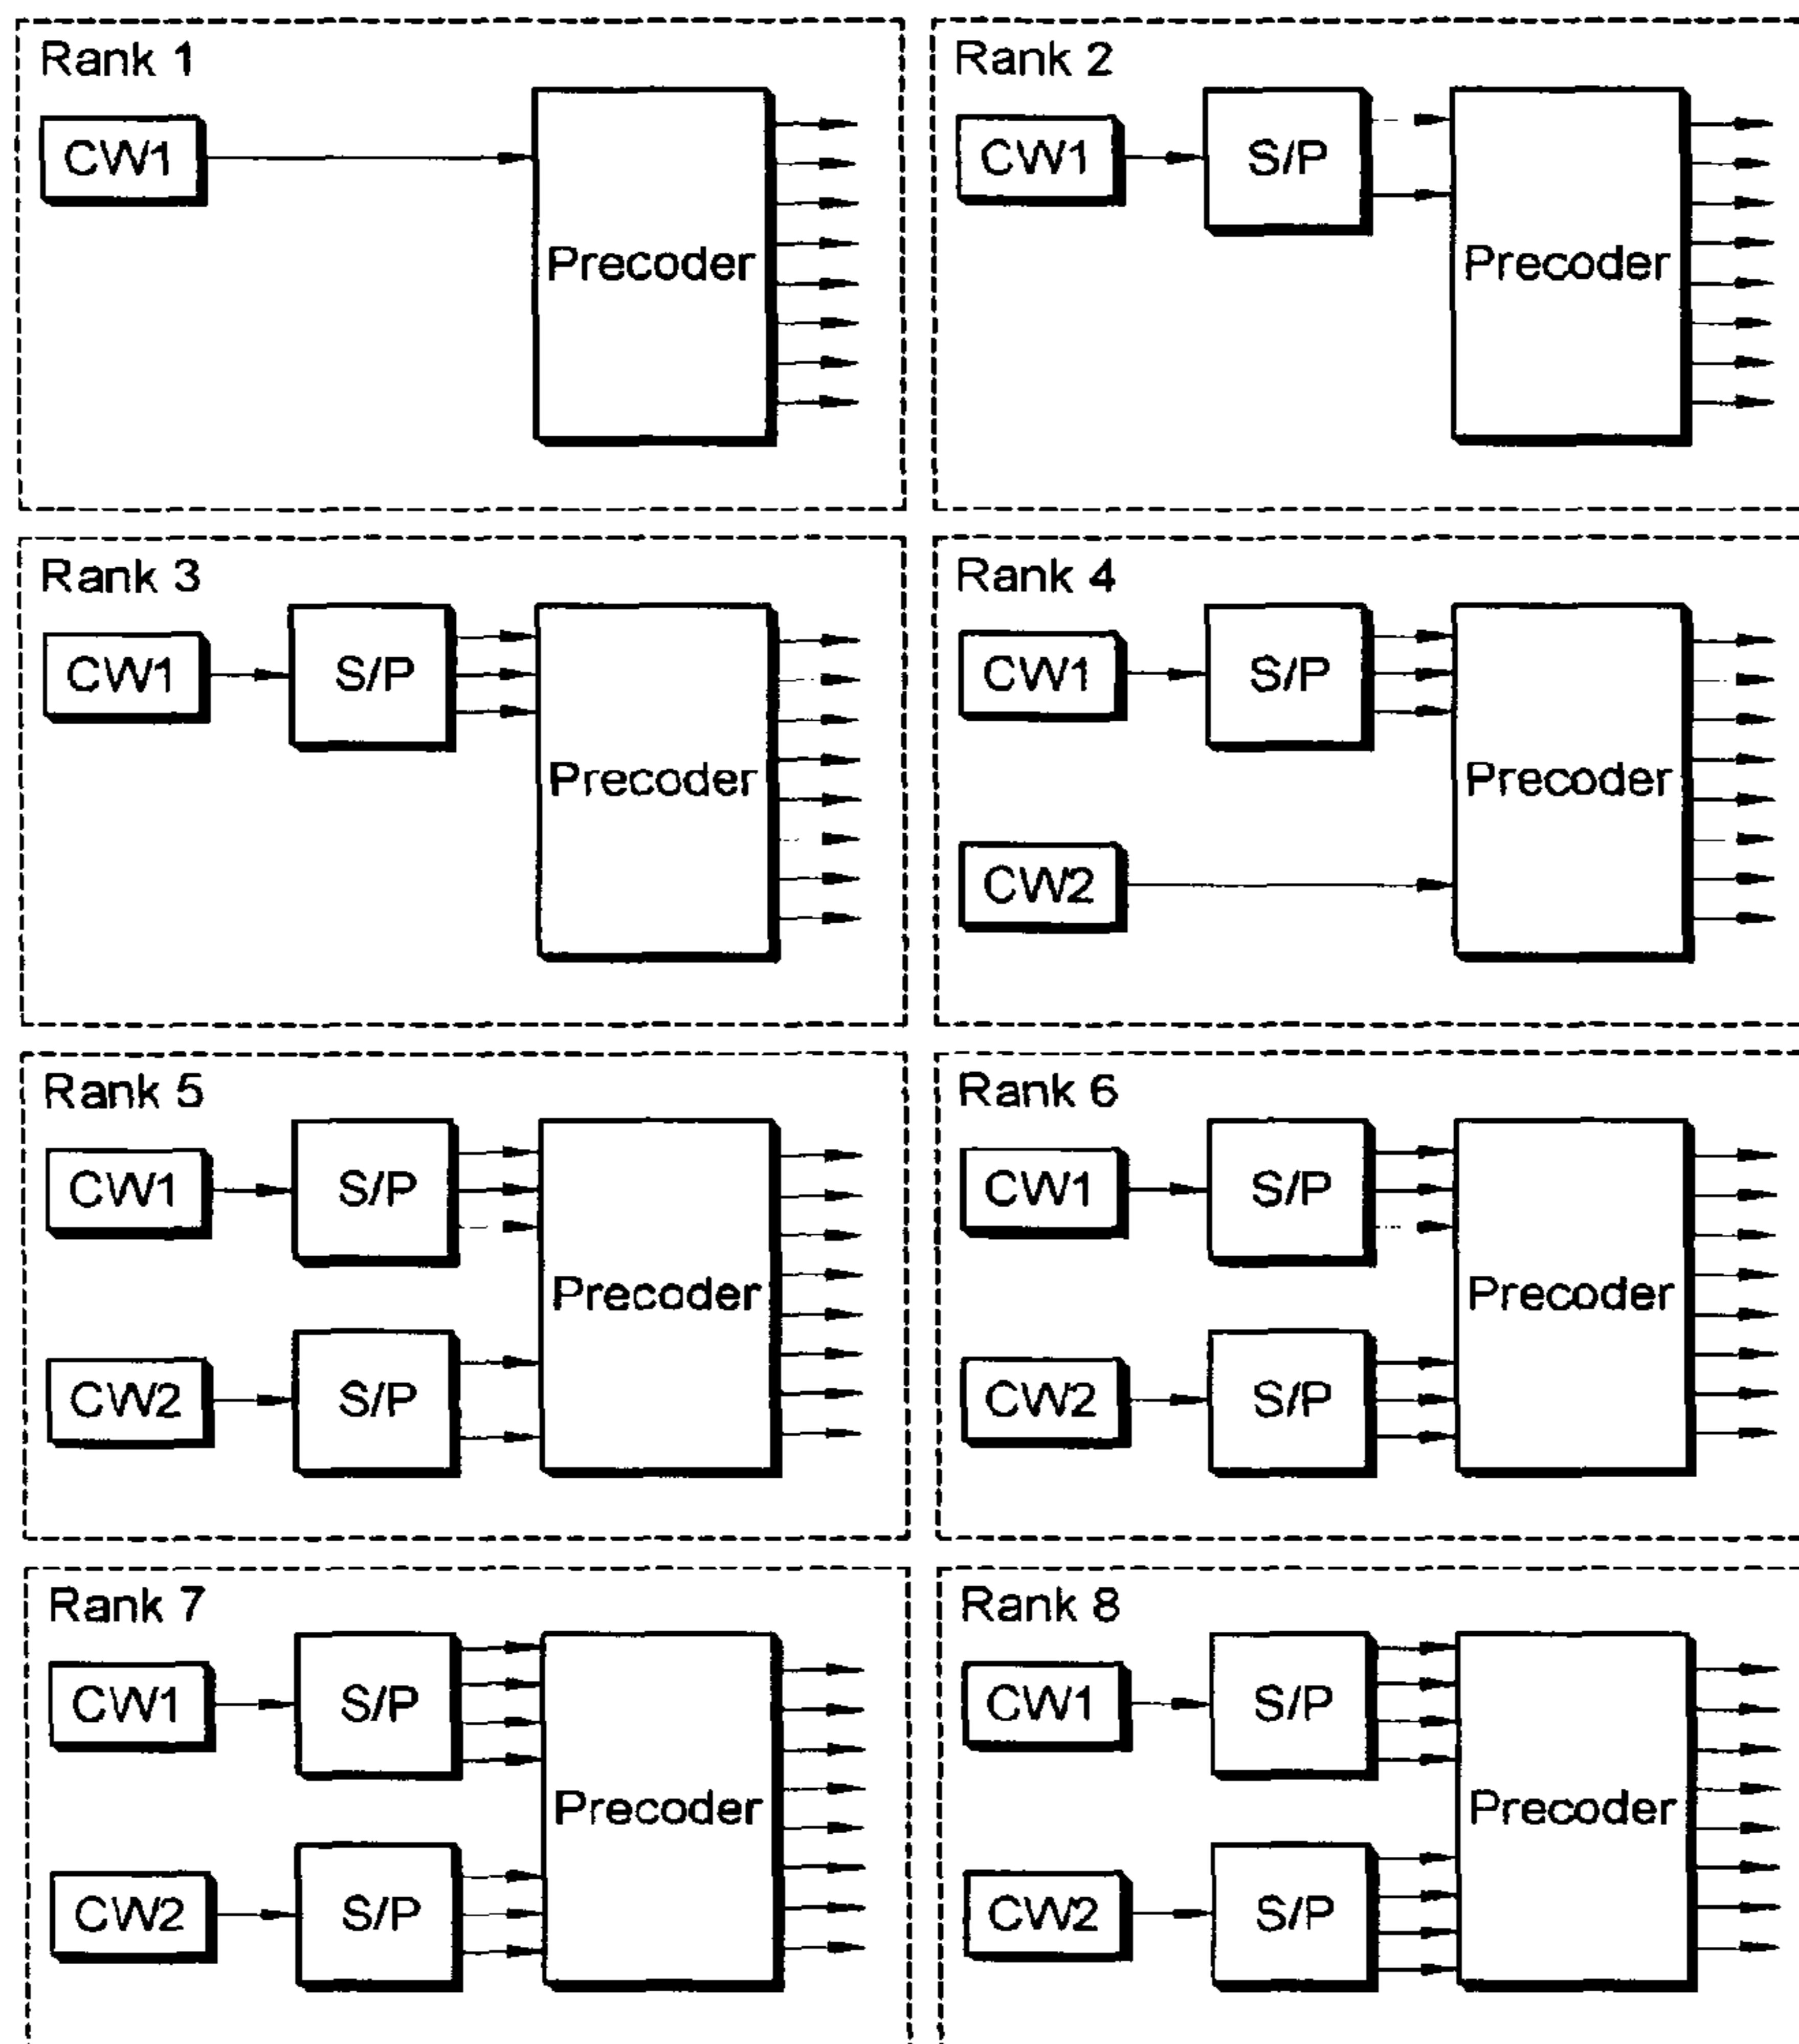 Rank 1
CW1
Precoder
Rank 2
CW1
S/P
Precoder
Rank 3
CW1
S/P
Precoder
Rank 4
CW1
S/P
Precoder
CW2
Rank 5
CW1
S/P
Precoder
CW2
S/P
Rank 6
CW1
S/P
Precoder
CW2
S/P
Rank 7
CW1
S/P
Precoder
CW2
S/P
Rank 8
CW1
S/P
Precoder
CW2
S/P